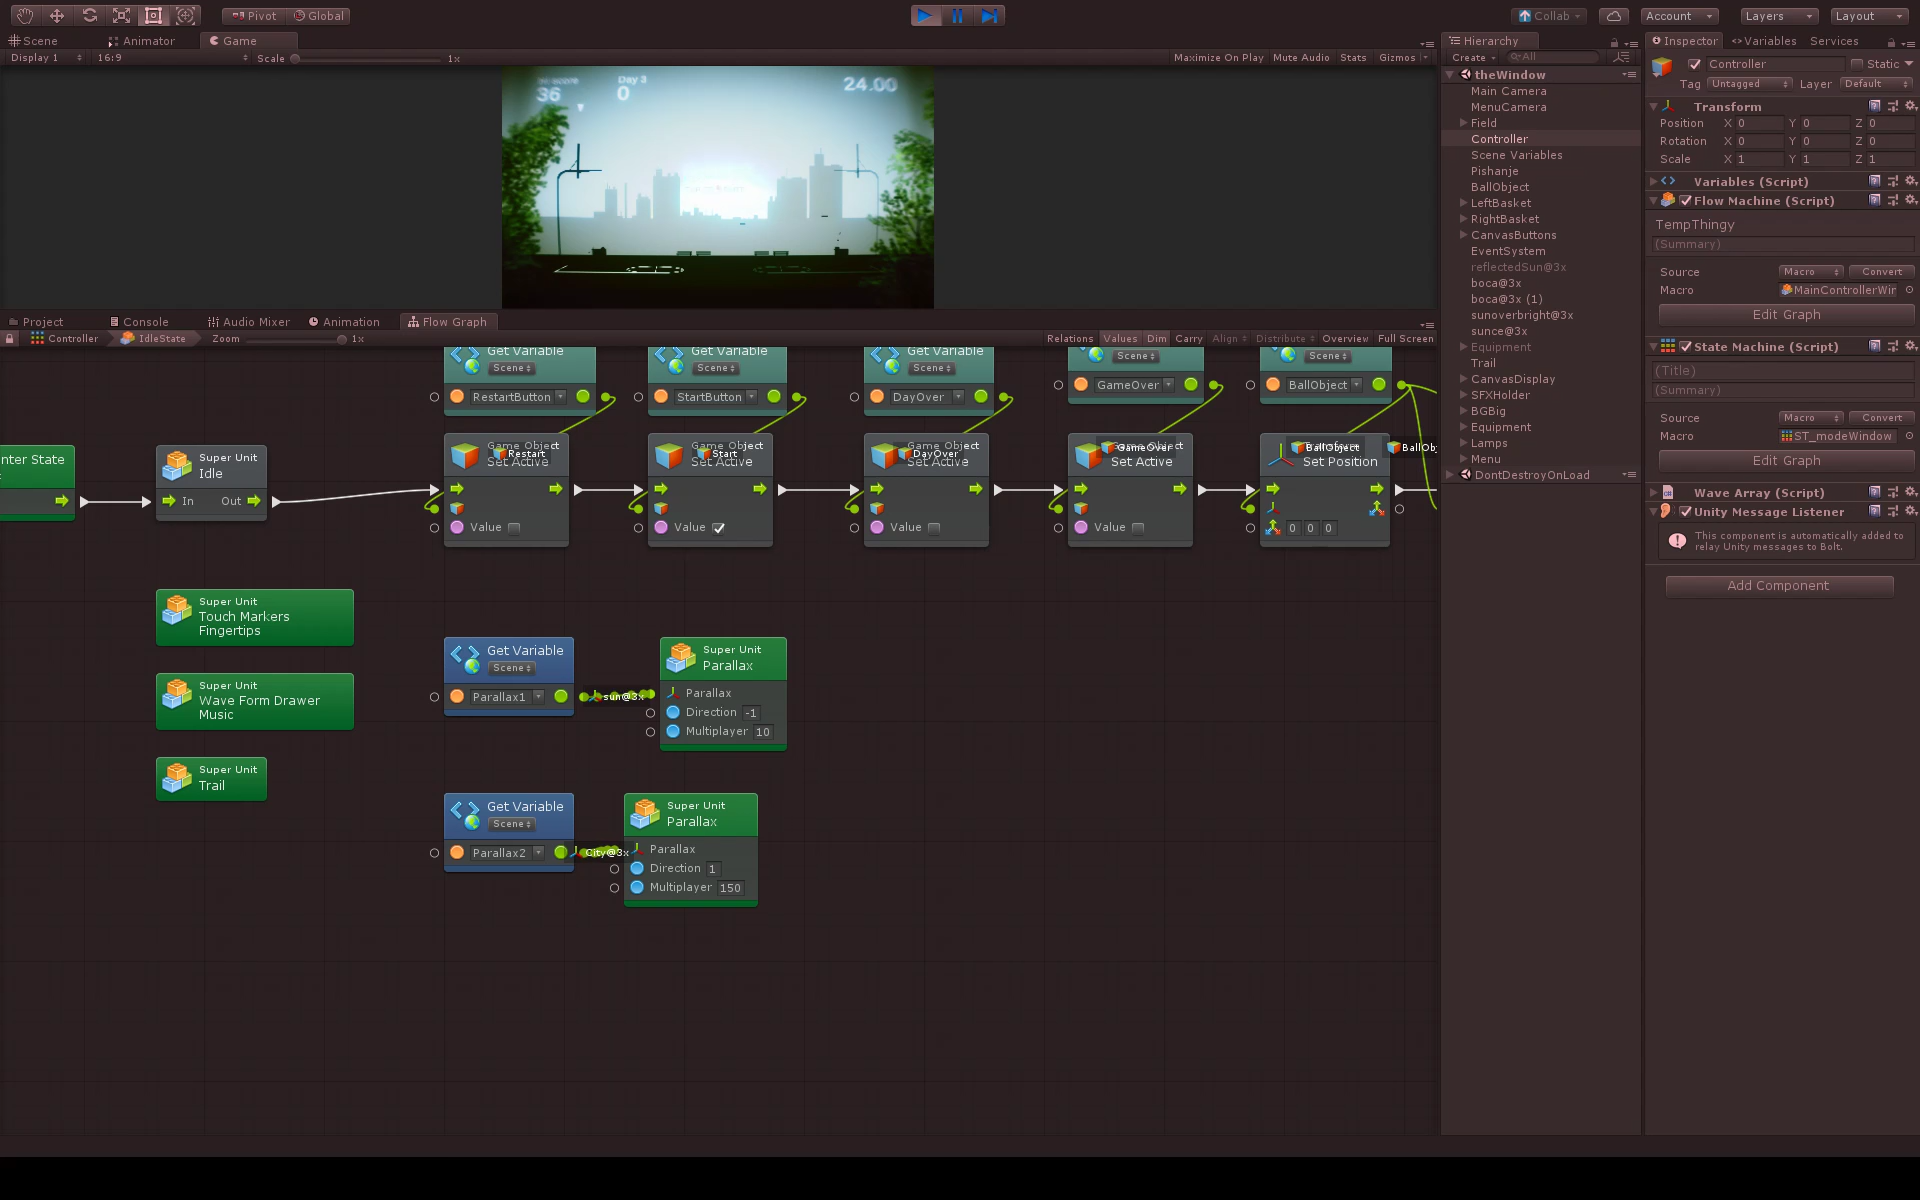 Pivot Global Collab Account Layers Layout
Scene Animator Game
Display 1 16:9 Scale 1x Maximize On Play Mute Audio Stats Gizmos
36
Day 3
0
24.00
Project Console Audio Mixer Animation Flow Graph
Controller IdleState Zoom 1x Relations Values Dim Carry Align Distribute Overview Full Screen
Get Variable Get Variable Get Variable
Scene Scene Scene Scene Scene
RestartButton StartButton DayOver GameOver BallObject
Game Object Game Object Game Object Game Object Transform
Restart Start DayOver GameOver BallObject BallObj
Set Active Set Active Set Active Set Active Set Position
nter State
Super Unit
Idle
In Out
Value Value Value Value 0 0 0
Super Unit
Touch Markers
Fingertips
Super Unit
Wave Form Drawer
Music
Super Unit
Trail
Get Variable
Scene
Parallax1
sun@3x
Super Unit
Parallax
Parallax
Direction -1
Multiplayer 10
Get Variable
Scene
Parallax2
City@3x
Super Unit
Parallax
Parallax
Direction 1
Multiplayer 150
Hierarchy
Create All
theWindow
Main Camera
MenuCamera
Field
Controller
Scene Variables
Pishanje
BallObject
LeftBasket
RightBasket
CanvasButtons
EventSystem
reflectedSun@3x
boca@3x
boca@3x (1)
sunoverbright@3x
sunce@3x
Equipment
Trail
CanvasDisplay
SFXHolder
BGBig
Equipment
Lamps
Menu
DontDestroyOnLoad
Inspector Variables Services
Controller Static
Tag Untagged Layer Default
Transform
Position X 0 Y 0 Z 0
Rotation X 0 Y 0 Z 0
Scale X 1 Y 1 Z 1
Variables (Script)
Flow Machine (Script)
TempThingy
(Summary)
Source Macro Convert
Macro MainControllerWir
Edit Graph
State Machine (Script)
(Title)
(Summary)
Source Macro Convert
Macro ST_modeWindow
Edit Graph
Wave Array (Script)
Unity Message Listener
This component is automatically added to
relay Unity messages to Bolt.
Add Component